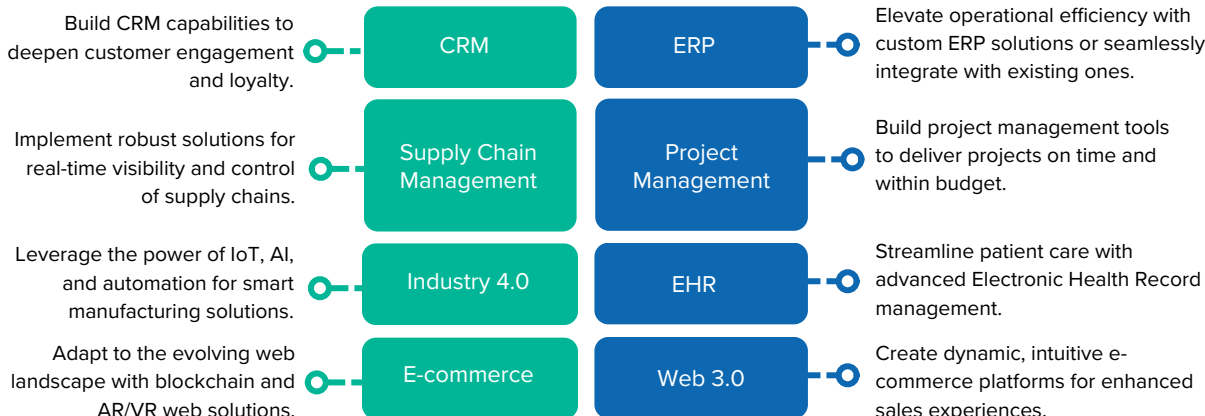 Build CRM capabilities to
deepen customer engagement
and loyalty.
CRM
ERP
Elevate operational efficiency with
custom ERP solutions or seamlessly
integrate with existing ones.
Implement robust solutions for
real-time visibility and control
of supply chains.
Supply Chain
Management
Project
Management
Build project management tools
to deliver projects on time and
within budget.
Leverage the power of IoT, AI,
and automation for smart
manufacturing solutions.
Industry 4.0
EHR
Streamline patient care with
advanced Electronic Health Record
management.
Adapt to the evolving web
landscape with blockchain and
AR/VR web solutions.
E-commerce
Web 3.0
Create dynamic, intuitive e-
commerce platforms for enhanced
sales experiences.